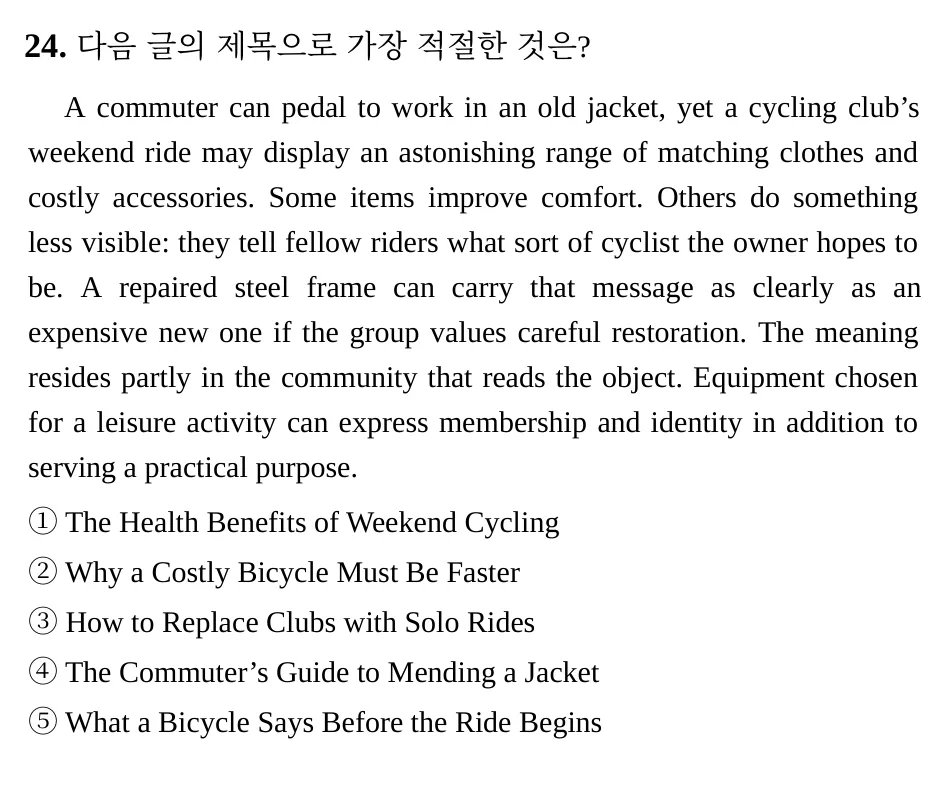 24. 다음 글의 제목으로 가장 적절한 것은?
A commuter can pedal to work in an old jacket, yet a cycling club’s
weekend ride may display an astonishing range of matching clothes and
costly accessories. Some items improve comfort. Others do something
less visible: they tell fellow riders what sort of cyclist the owner hopes to
be. A repaired steel frame can carry that message as clearly as an
expensive new one if the group values careful restoration. The meaning
resides partly in the community that reads the object. Equipment chosen
for a leisure activity can express membership and identity in addition to
serving a practical purpose.
① The Health Benefits of Weekend Cycling
② Why a Costly Bicycle Must Be Faster
③ How to Replace Clubs with Solo Rides
④ The Commuter’s Guide to Mending a Jacket
⑤ What a Bicycle Says Before the Ride Begins